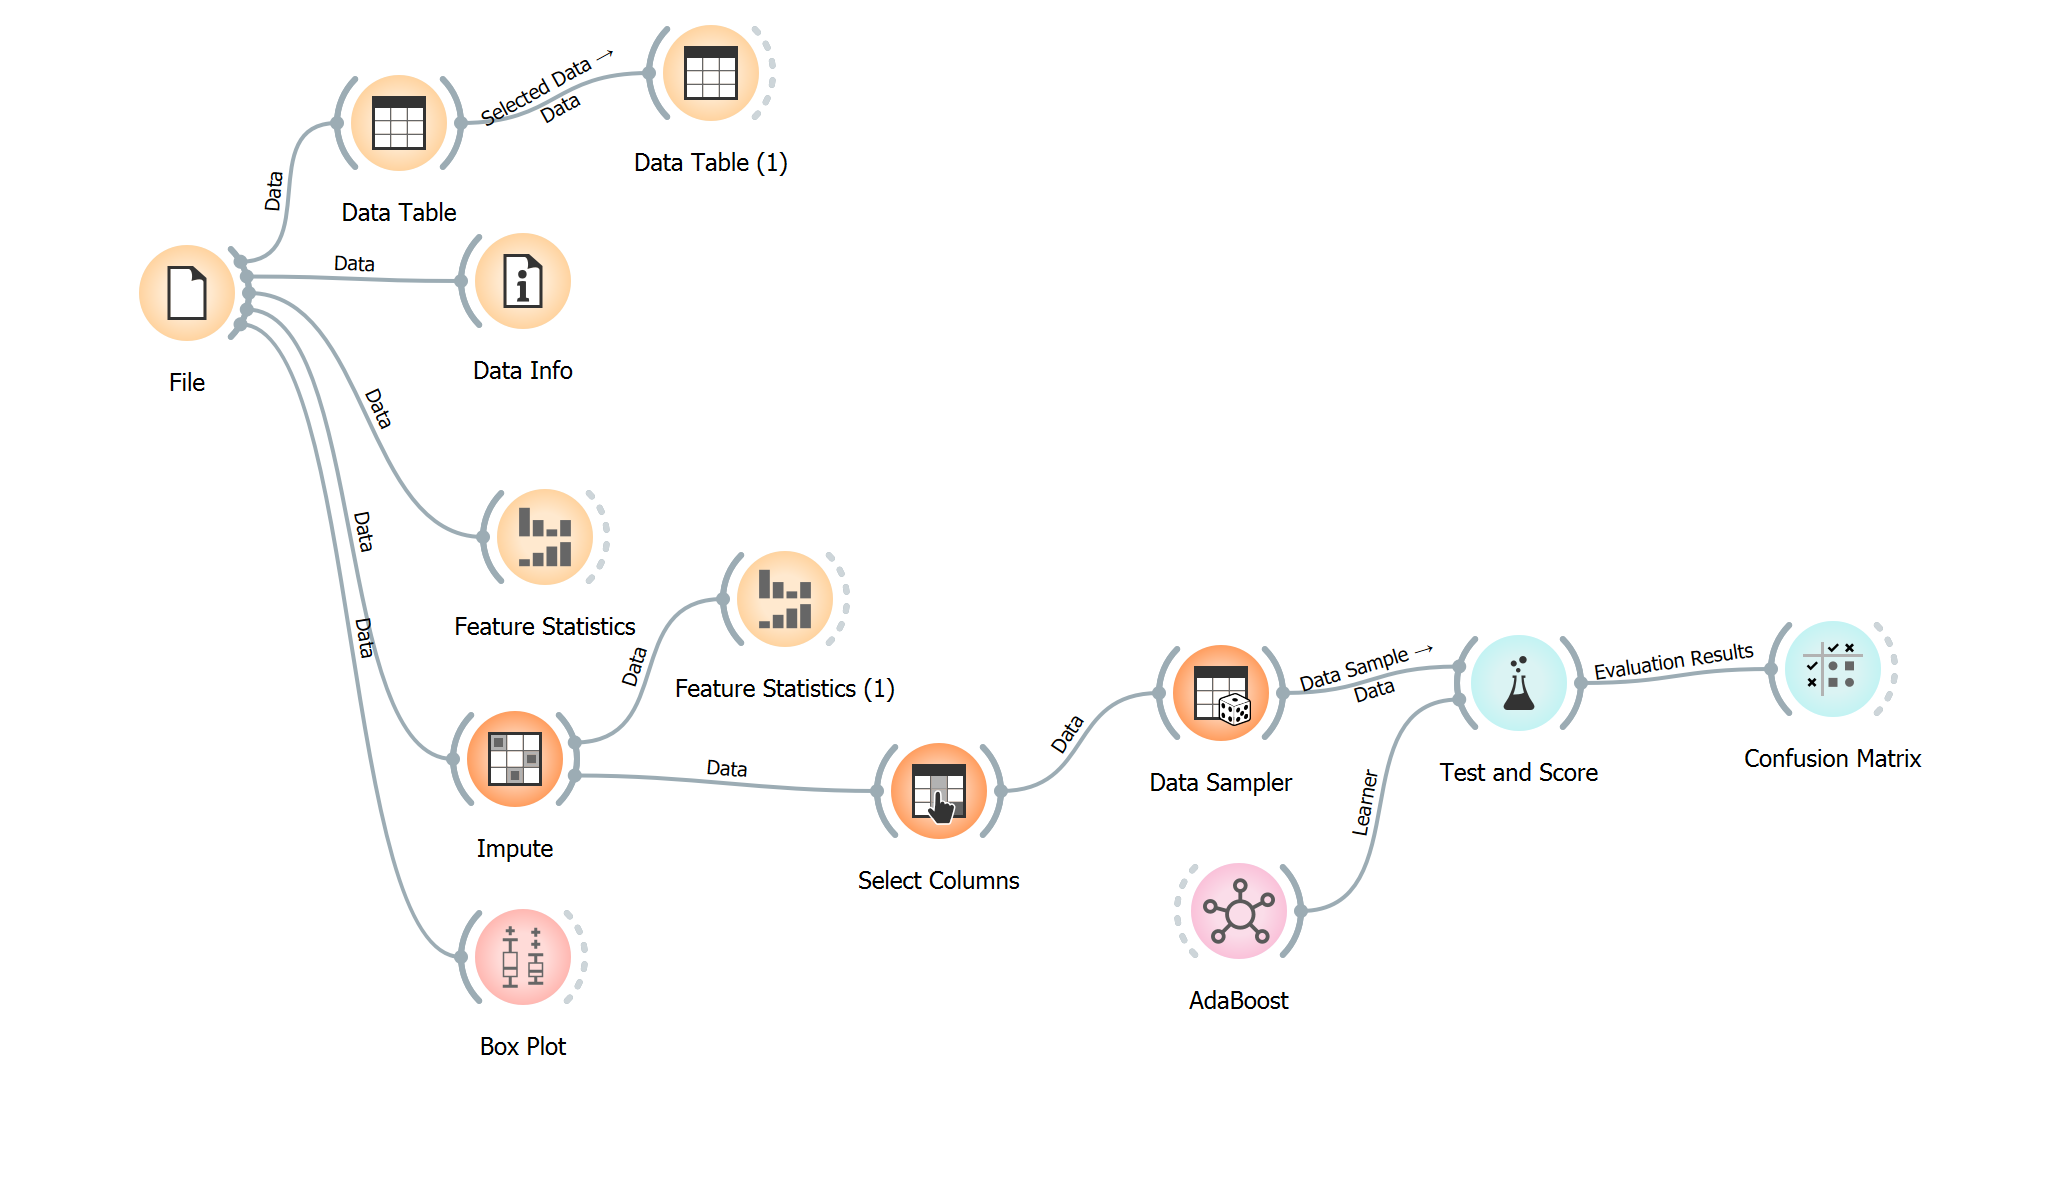 Selected Data →
Data
Data Table (1)
Data
Data Table
Data
Data Info
File
Data
Data
Feature Statistics
Data
Data
Feature Statistics (1)
Data Sample →
Data
Evaluation Results
Data
Data
Data Sampler
Test and Score
Confusion Matrix
Learner
Impute
Select Columns
AdaBoost
Box Plot